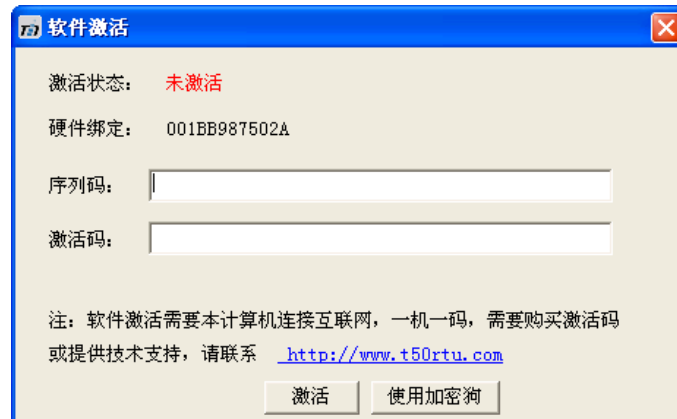 软件激活
激活状态: 未激活
硬件绑定: 001BB987502A
序列码:
激活码:
注: 软件激活需要本计算机连接互联网, 一机一码, 需要购买激活码
或提供技术支持, 请联系 http://www.t50rtu.com
激活 使用加密狗